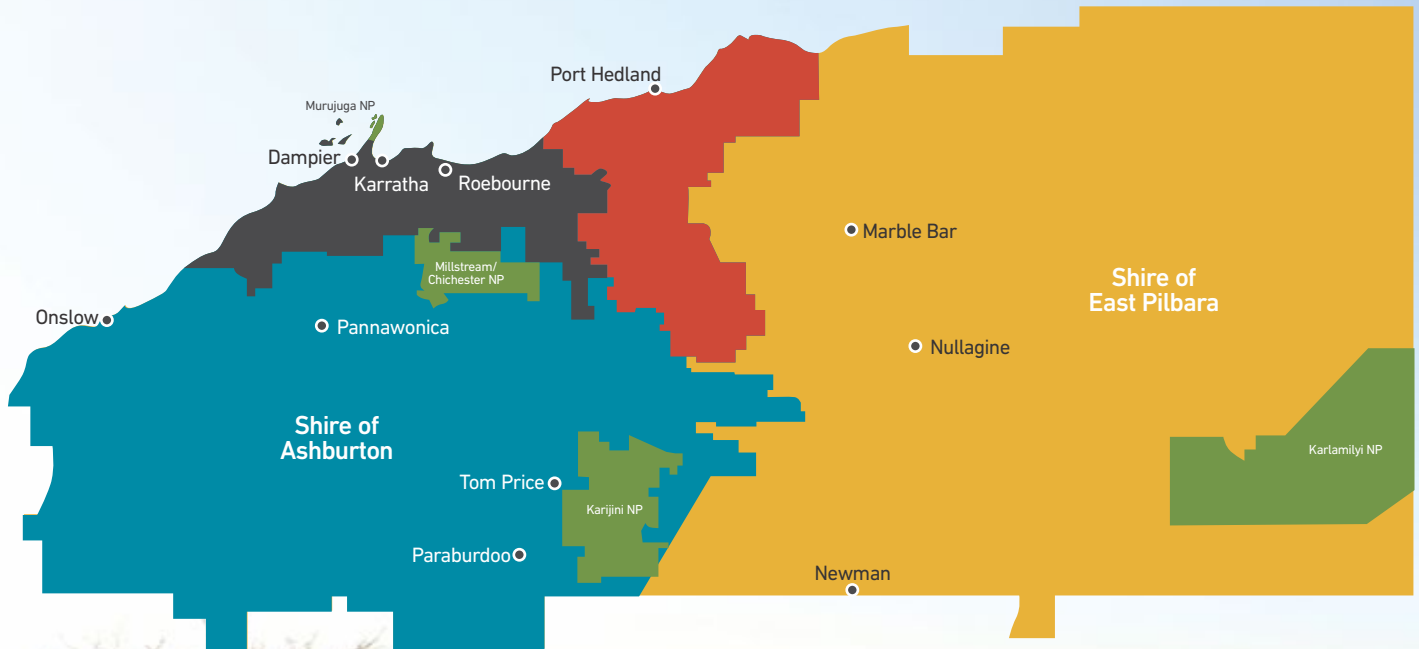 Port Hedland
Murujuga NP
Dampier
Karratha
Roebourne
Marble Bar
Millstream/
Chichester NP
Shire of
East Pilbara
Onslow
Pannawonica
Nullagine
Shire of
Ashburton
Karlamilyi NP
Tom Price
Karijini NP
Paraburdoo
Newman